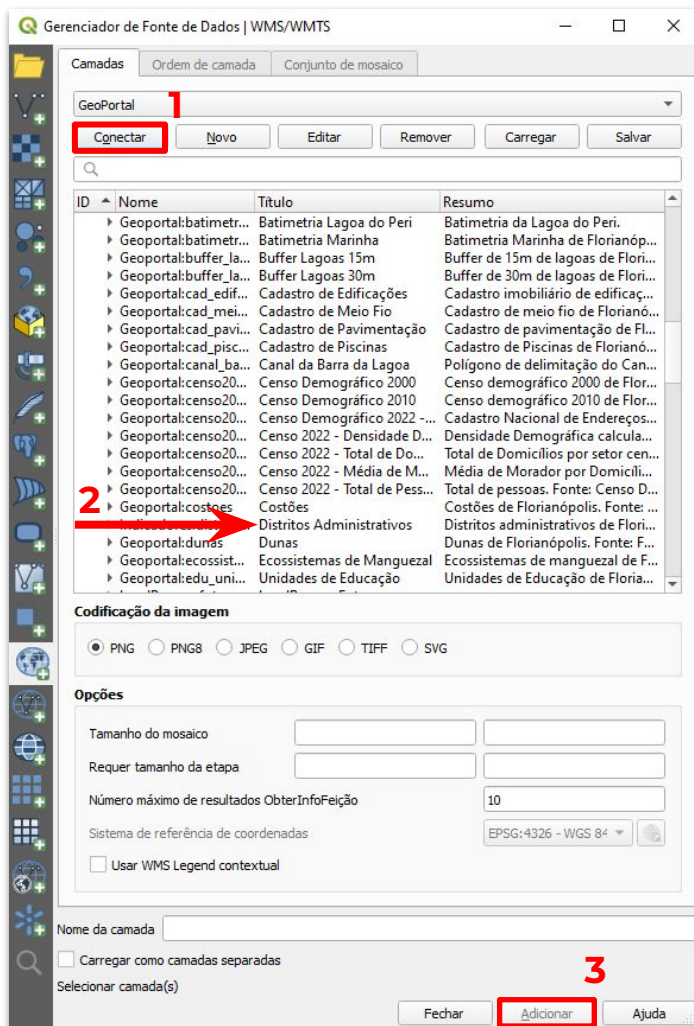 Gerenciador de Fonte de Dados | WMS/WMTS
Camadas Ordem de camada Conjunto de mosaico
1
GeoPortal
Conectar Novo Editar Remover Carregar Salvar
ID Nome Título Resumo
Geoportal:batimetr... Batimetria Lagoa do Peri Batimetria da Lagoa do Peri.
Geoportal:batimetr... Batimetria Marinha Batimetria Marinha de Florianóp...
Geoportal:buffer_la... Buffer Lagoas 15m Buffer de 15m de lagoas de Flori...
Geoportal:buffer_la... Buffer Lagoas 30m Buffer de 30m de lagoas de Flori...
Geoportal:cad_edif... Cadastro de Edificações Cadastro imobiliário de edificaç...
Geoportal:cad_mei... Cadastro de Meio Fio Cadastro de meio fio de Florianó...
Geoportal:cad_pavi... Cadastro de Pavimentação Cadastro de pavimentação de Fl...
Geoportal:cad_pisc... Cadastro de Piscinas Cadastro de Piscinas de Florianó...
Geoportal:canal_ba... Canal da Barra da Lagoa Polígono de delimitação do Can...
Geoportal:censo20... Censo Demográfico 2000 Censo demográfico 2000 de Flor...
Geoportal:censo20... Censo Demográfico 2010 Censo demográfico 2010 de Flor...
Geoportal:censo20... Censo Demográfico 2022 -... Cadastro Nacional de Endereços...
Geoportal:censo20... Censo 2022 - Densidade D... Densidade Demográfica calcula...
Geoportal:censo20... Censo 2022 - Total de Do... Total de Domicílios por setor cen...
Geoportal:censo20... Censo 2022 - Média de M... Média de Morador por Domicíli...
Geoportal:censo20... Censo 2022 - Total de Pess... Total de pessoas. Fonte: Censo D...
2
Geoportal:costoes Costões Costões de Florianópolis. Fonte: ...
Distritos Administrativos Distritos administrativos de Flori...
Geoportal:dunas Dunas Dunas de Florianópolis. Fonte: F...
Geoportal:ecossist... Ecossistemas de Manguezal Ecossistemas de manguezal de F...
Geoportal:edu_uni... Unidades de Educação Unidades de Educação de Floria...
Codificação da imagem
PNG PNG8 JPEG GIF TIFF SVG
Opções
Tamanho do mosaico
Requer tamanho da etapa
Número máximo de resultados ObterInfoFeição 10
Sistema de referência de coordenadas EPSG:4326 - WGS 84
Usar WMS Legend contextual
Nome da camada
Carregar como camadas separadas
Selecionar camada(s)
3
Fechar Adicionar Ajuda